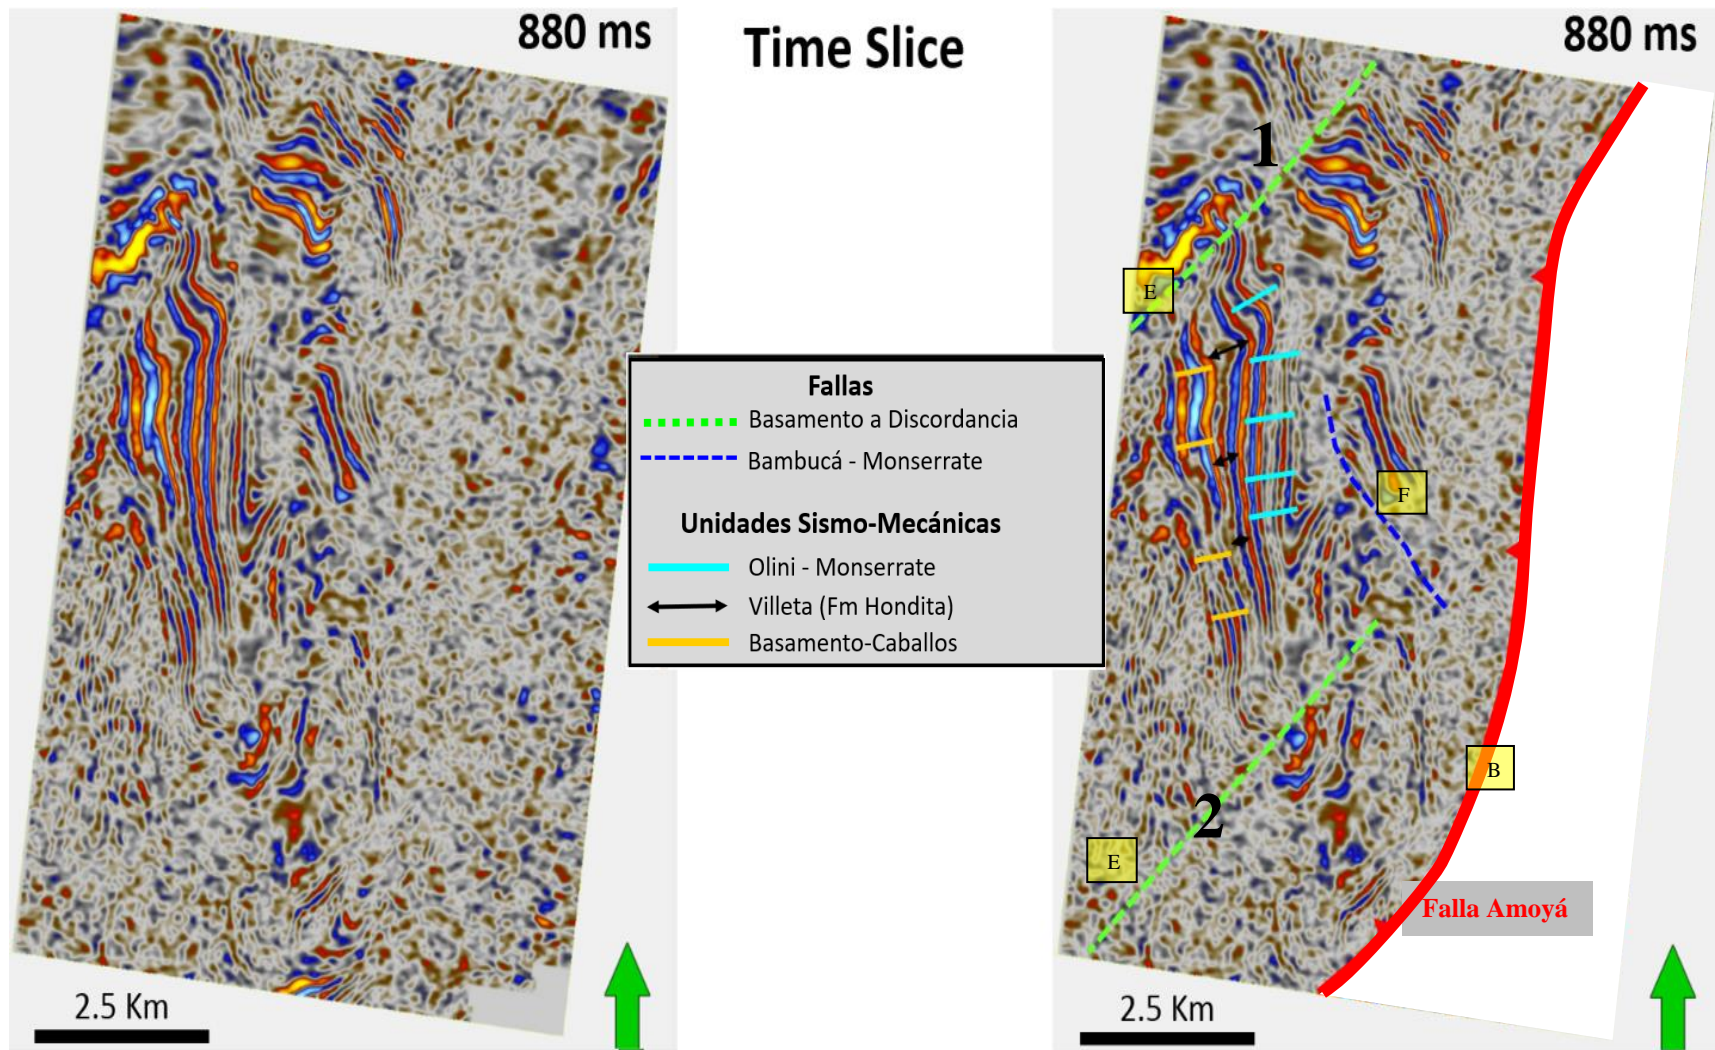 880 ms
Time Slice
880 ms
1
E
Fallas
Basamento a Discordancia
Bambucá - Monserrate
Unidades Sismo-Mecánicas
Olini - Monserrate
Villeta (Fm Hondita)
Basamento-Caballos
F
B
2
E
Falla Amoyá
2.5 Km
2.5 Km